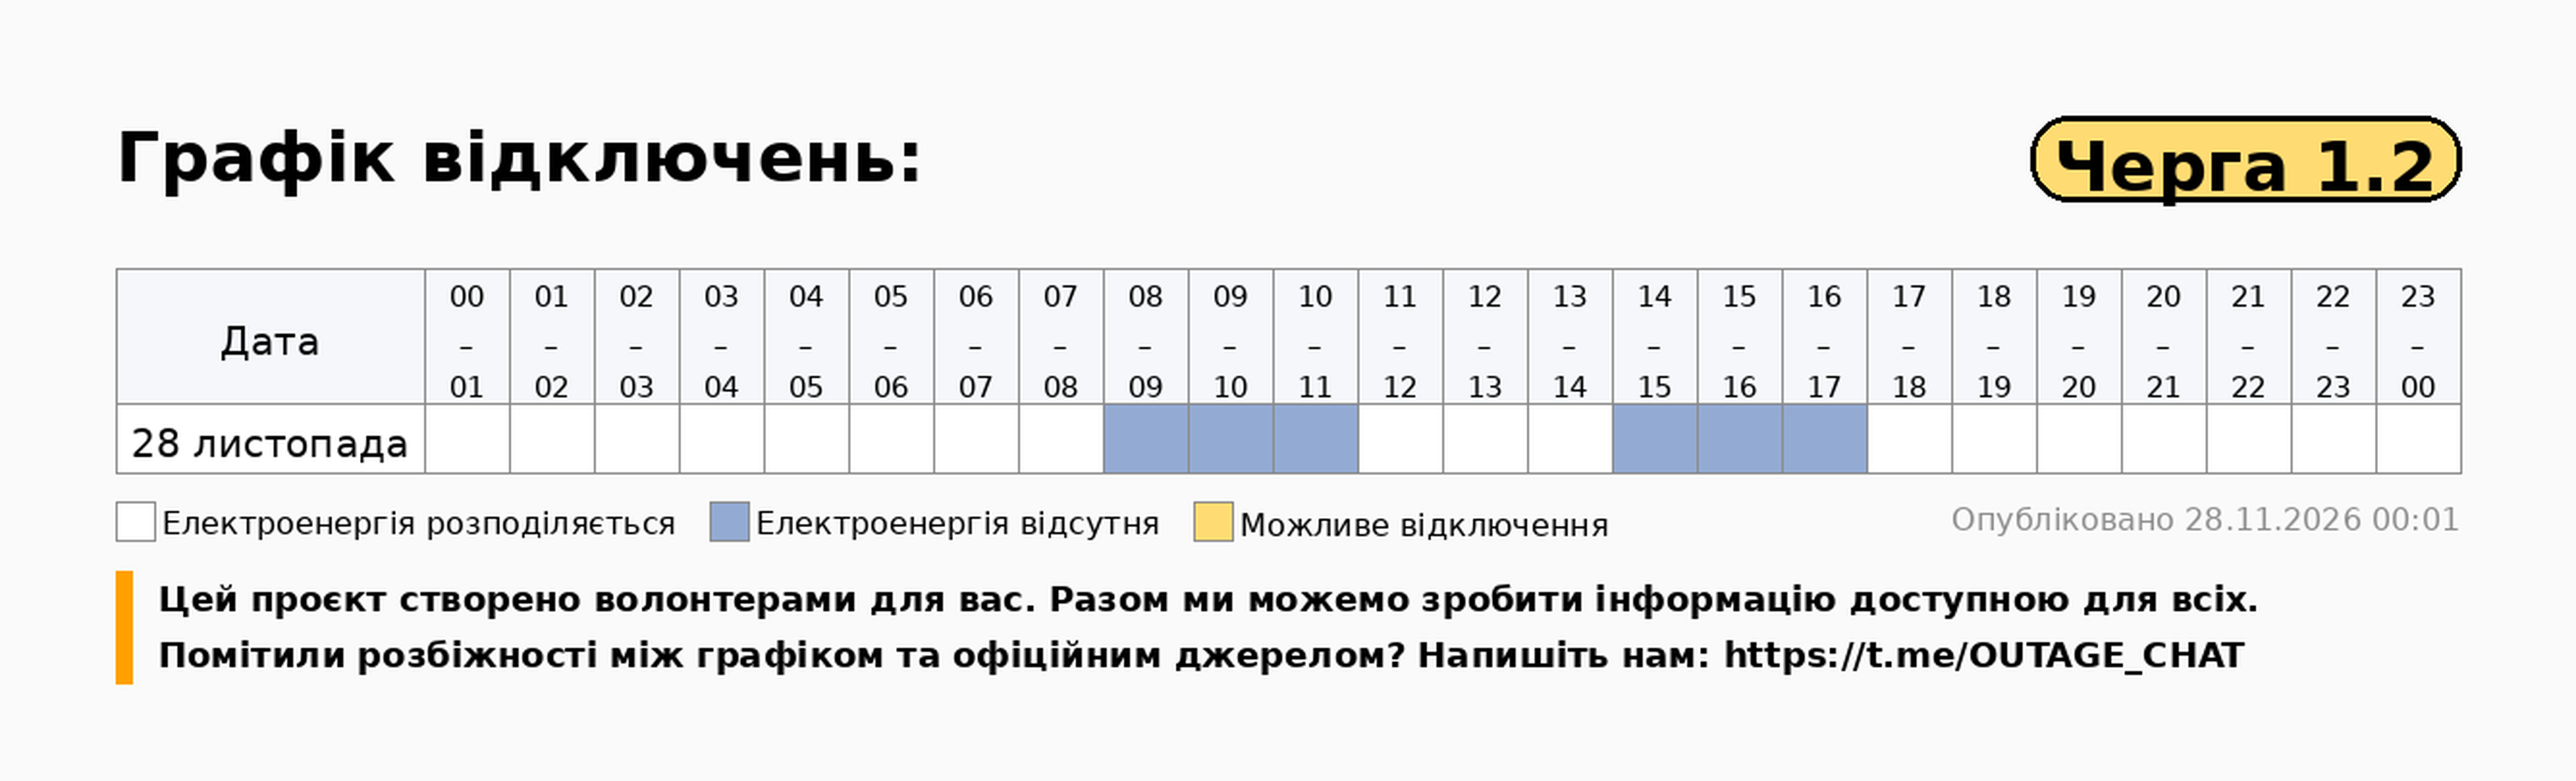 Графік відключень:
Черга 1.2
Дата
00 – 01
01 – 02
02 – 03
03 – 04
04 – 05
05 – 06
06 – 07
07 – 08
08 – 09
09 – 10
10 – 11
11 – 12
12 – 13
13 – 14
14 – 15
15 – 16
16 – 17
17 – 18
18 – 19
19 – 20
20 – 21
21 – 22
22 – 23
23 – 00
28 листопада
Електроенергія розподіляється
Електроенергія відсутня
Можливе відключення
Опубліковано 28.11.2026 00:01
Цей проєкт створено волонтерами для вас. Разом ми можемо зробити інформацію доступною для всіх.
Помітили розбіжності між графіком та офіційним джерелом? Напишіть нам: https://t.me/OUTAGE_CHAT